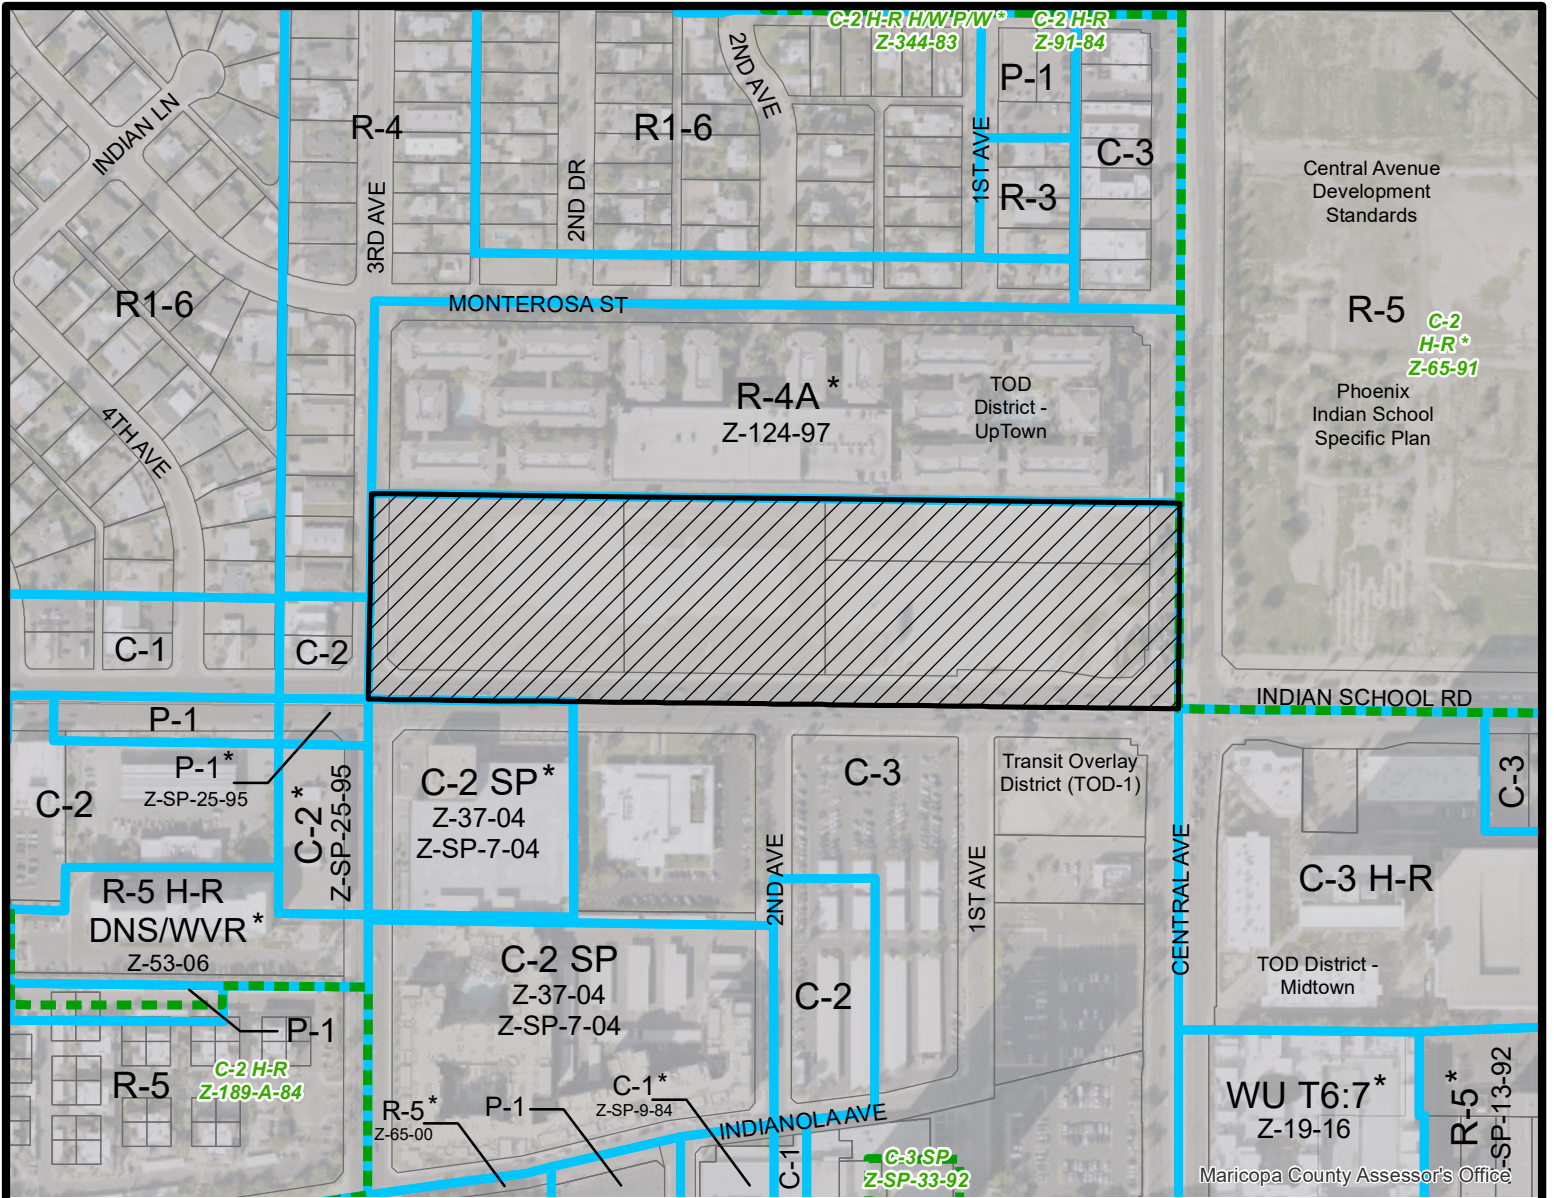 C-2 H-R H/W P/W *
Z-344-83
C-2 H-R
Z-91-84
INDIAN LN
R-4
3RD AVE
2ND DR
R1-6
2ND AVE
1ST AVE
P-1
C-3
R-3
Central Avenue
Development
Standards
R1-6
MONTEROSA ST
R-5
C-2
H-R *
Z-65-91
4TH AVE
R-4A *
Z-124-97
TOD
District -
UpTown
Phoenix
Indian School
Specific Plan
C-1
C-2
INDIAN SCHOOL RD
P-1
P-1 *
Z-SP-25-95
C-2
C-2 *
Z-SP-25-95
C-2 SP *
Z-37-04
Z-SP-7-04
C-3
Transit Overlay
District (TOD-1)
C-3
2ND AVE
1ST AVE
CENTRAL AVE
C-3 H-R
R-5 H-R
DNS/WVR *
Z-53-06
C-2 SP
Z-37-04
Z-SP-7-04
C-2
TOD District -
Midtown
P-1
R-5
C-2 H-R
Z-189-A-84
R-5 *
Z-65-00
P-1
C-1 *
Z-SP-9-84
INDIANOLA AVE
C-1
C-3 SP
Z-SP-33-92
WU T6:7 *
Z-19-16
R-5 *
-SP-13-92
Maricopa County Assessor's Office